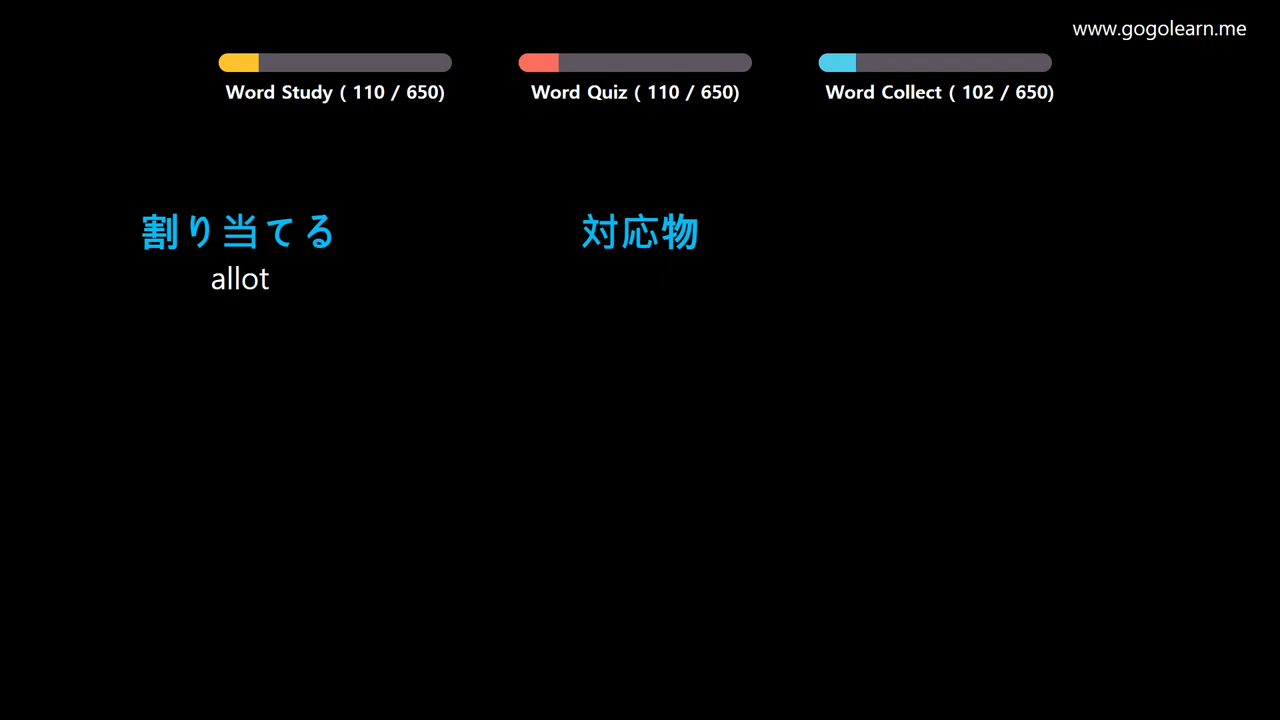 www.gogolearn.me
Word Study ( 110 / 650)
Word Quiz ( 110 / 650)
Word Collect ( 102 / 650)
割り当てる
allot
対応物